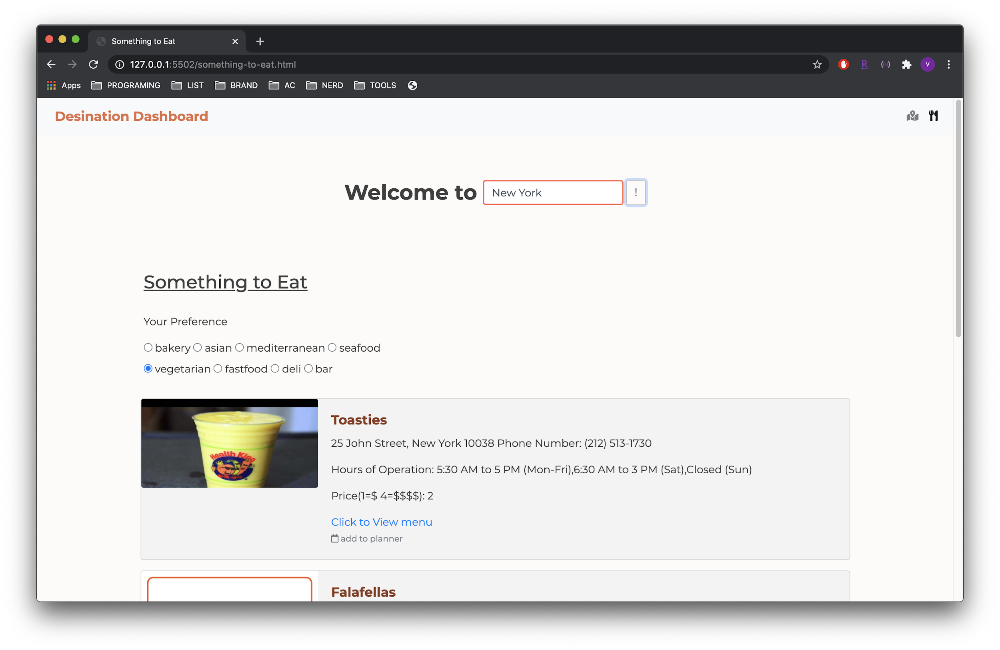 Something to Eat
127.0.0.1:5502/something-to-eat.html
V
Apps PROGRAMING LIST BRAND AC NERD TOOLS
Desination Dashboard
Welcome to New York !
Something to Eat
Your Preference
bakery asian mediterranean seafood
vegetarian fastfood deli bar
Health King
Toasties
25 John Street, New York 10038 Phone Number: (212) 513-1730
Hours of Operation: 5:30 AM to 5 PM (Mon-Fri),6:30 AM to 3 PM (Sat),Closed (Sun)
Price(1=$ 4=$$$$): 2
Click to View menu
add to planner
Falafellas